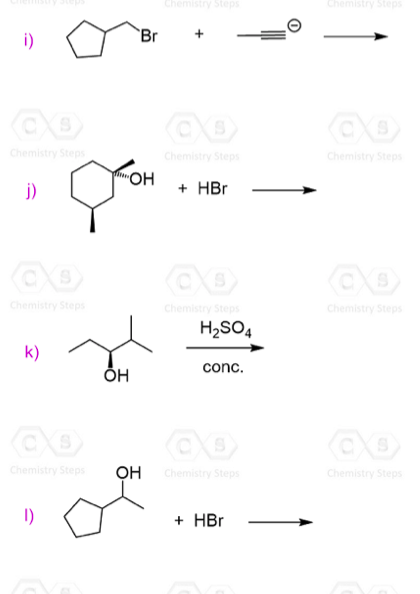 Chemistry Steps Chemistry Steps Chemistry Steps
i) Br + ⊖
C S C S C S
Chemistry Steps Chemistry Steps Chemistry Steps
j) OH + HBr
C S C S C S
Chemistry Steps Chemistry Steps Chemistry Steps
H₂SO₄
k) OH conc.
C S C S C S
Chemistry Steps Chemistry Steps Chemistry Steps
OH
l) + HBr